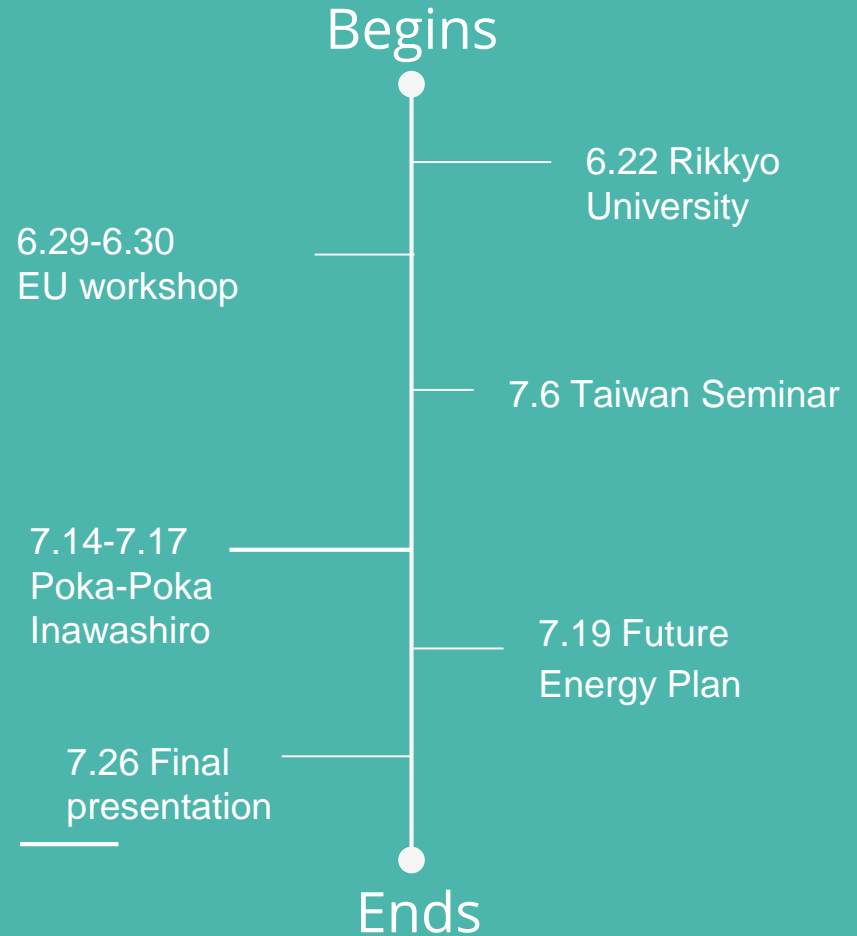 Begins
6.22 Rikkyo
University
6.29-6.30
EU workshop
7.6 Taiwan Seminar
7.14-7.17
Poka-Poka
Inawashiro
7.19 Future
Energy Plan
7.26 Final
presentation
Ends